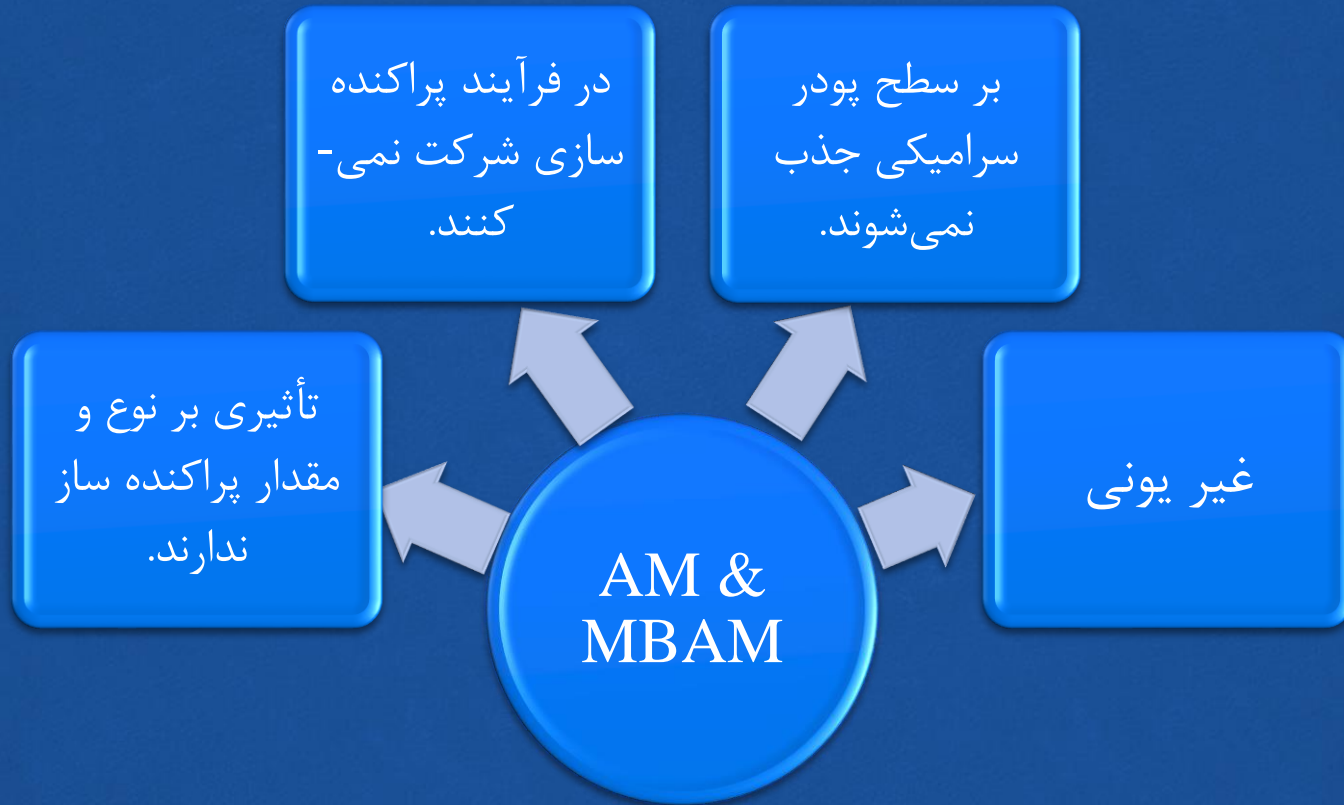 غیر یونی
بر سطح پودر
سرامیکی جذب
نمی‌شوند.
در فرآیند پراکنده
سازی شرکت نمی-
کنند.
تأثیری بر نوع و
مقدار پراکنده ساز
ندارند.
AM &
MBAM